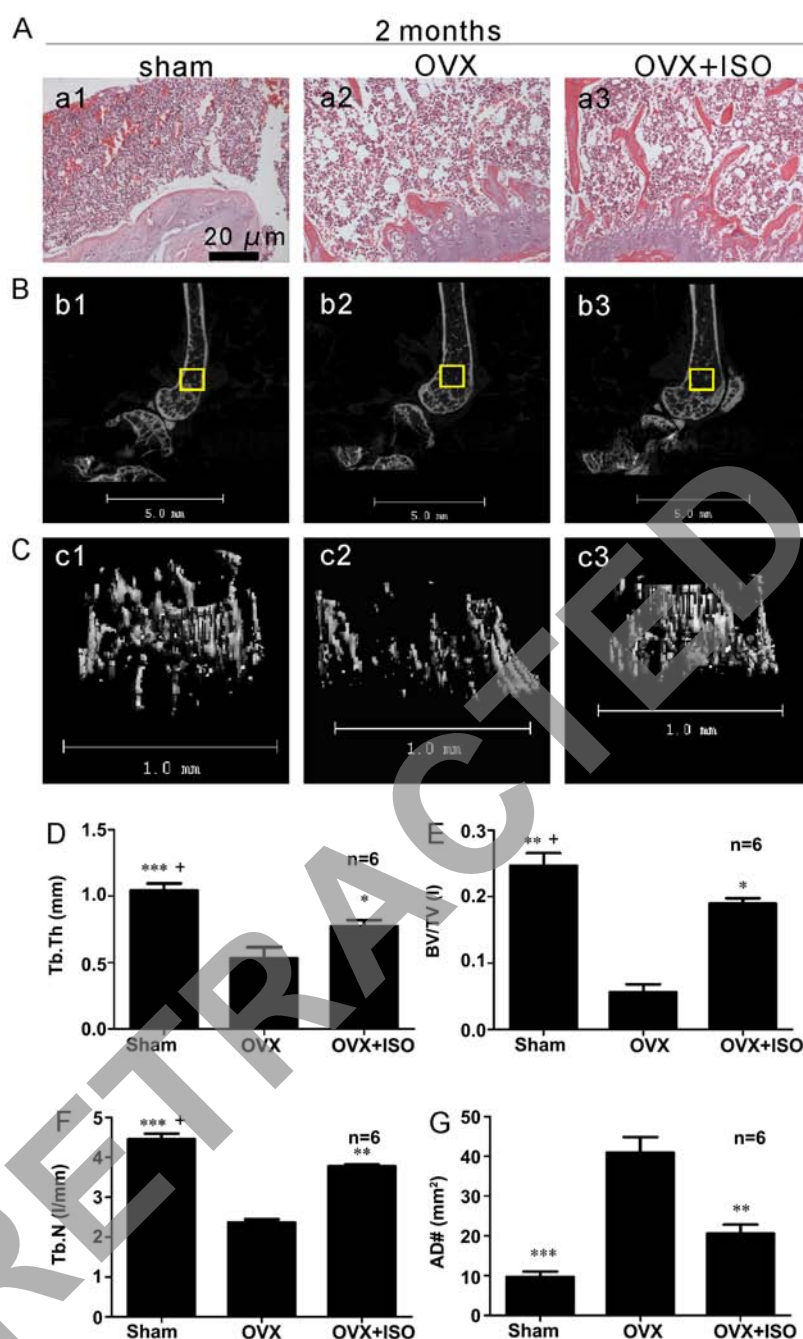 A
2 months
sham OVX OVX+ISO
a1 a2 a3
20 μm
B
b1 b2 b3
5.0 mm 5.0 mm 5.0 mm
C
c1 c2 c3
1.0 mm 1.0 mm 1.0 mm
D
Tb.Th (mm)
1.5
1.0
0.5
0.0
*** +
n=6
*
Sham OVX OVX+ISO
E
BV/TV (l)
0.3
0.2
0.1
0.0
** +
n=6
*
Sham OVX OVX+ISO
F
Tb.N (l/mm)
5
4
3
2
1
0
*** +
n=6
**
Sham OVX OVX+ISO
G
AD# (mm²)
50
40
30
20
10
0
***
n=6
**
Sham OVX OVX+ISO
RETRACTED